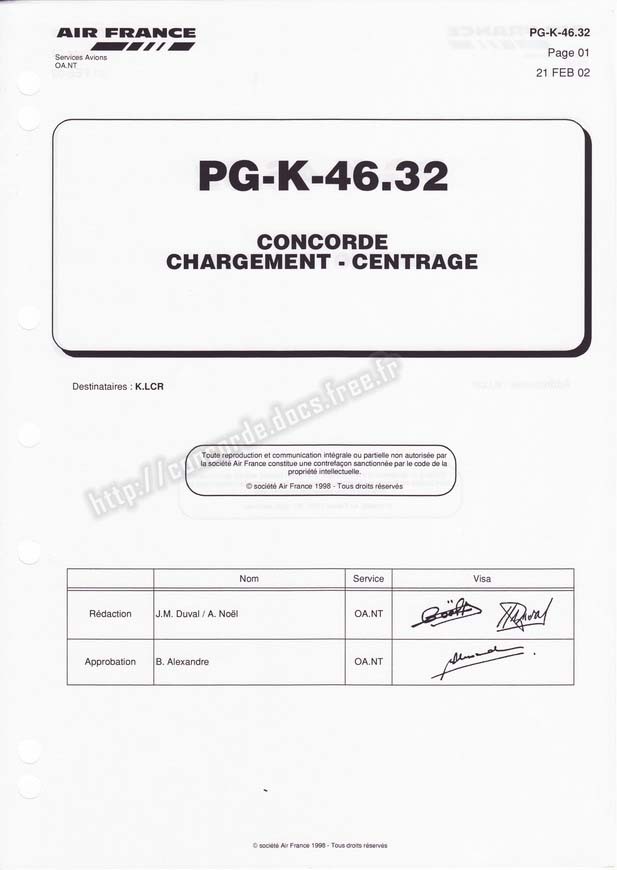 AIR FRANCE
Services Avions
OA.NT
PG-K-46.32
Page 01
21 FEB 02
PG-K-46.32
CONCORDE
CHARGEMENT - CENTRAGE
Destinataires : K.LCR
http://concorde.docs.free.fr
Toute reproduction et communication intégrale ou partielle non autorisée par
la société Air France constitue une contrefaçon sanctionnée par le code de la
propriété intellectuelle.
© société Air France 1998 - Tous droits réservés
Nom Service Visa
Rédaction J.M. Duval / A. Noël OA.NT
Approbation B. Alexandre OA.NT
© société Air France 1998 - Tous droits réservés